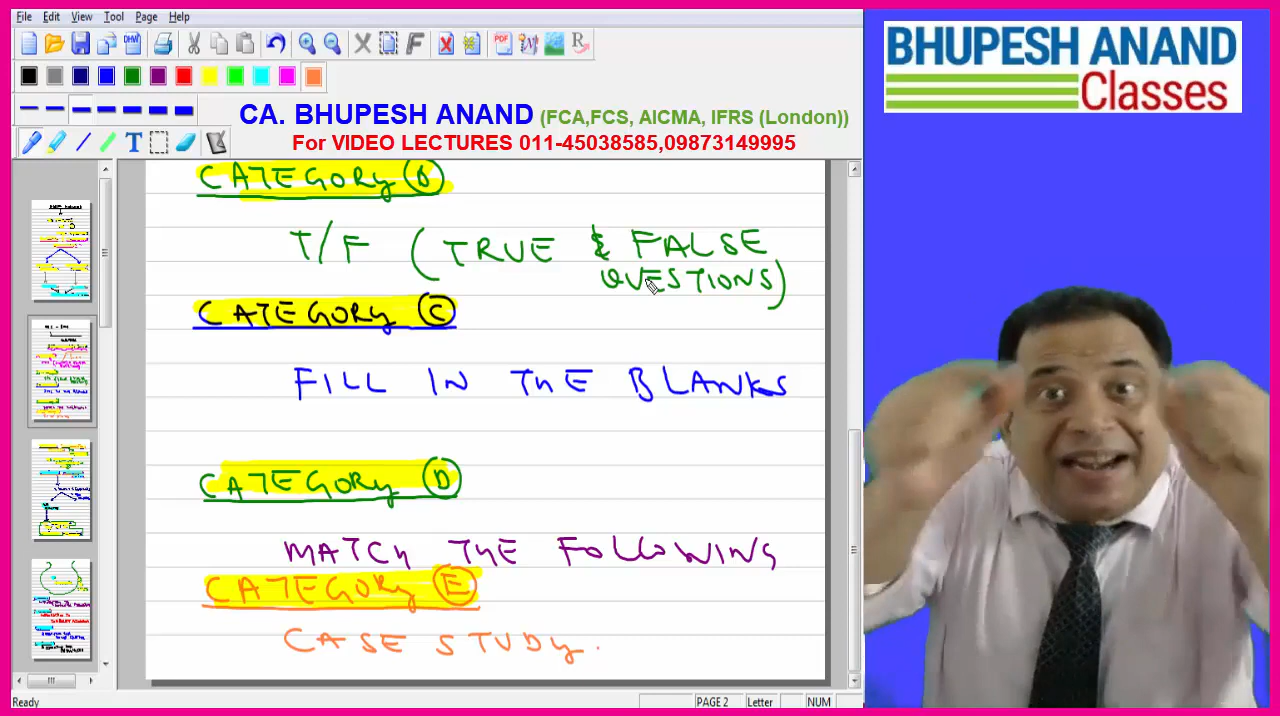 File Edit View Tool Page Help
BHUPESH ANAND
Classes
CA. BHUPESH ANAND (FCA,FCS, AICMA, IFRS (London))
For VIDEO LECTURES 011-45038585,09873149995
CATEGORY B
T/F (TRUE & FALSE
QUESTIONS)
CATEGORY C
FILL IN THE BLANKS
CATEGORY D
MATCH THE FOLLOWING
CATEGORY E
CASE STUDY.
Ready PAGE 2 Letter NUM